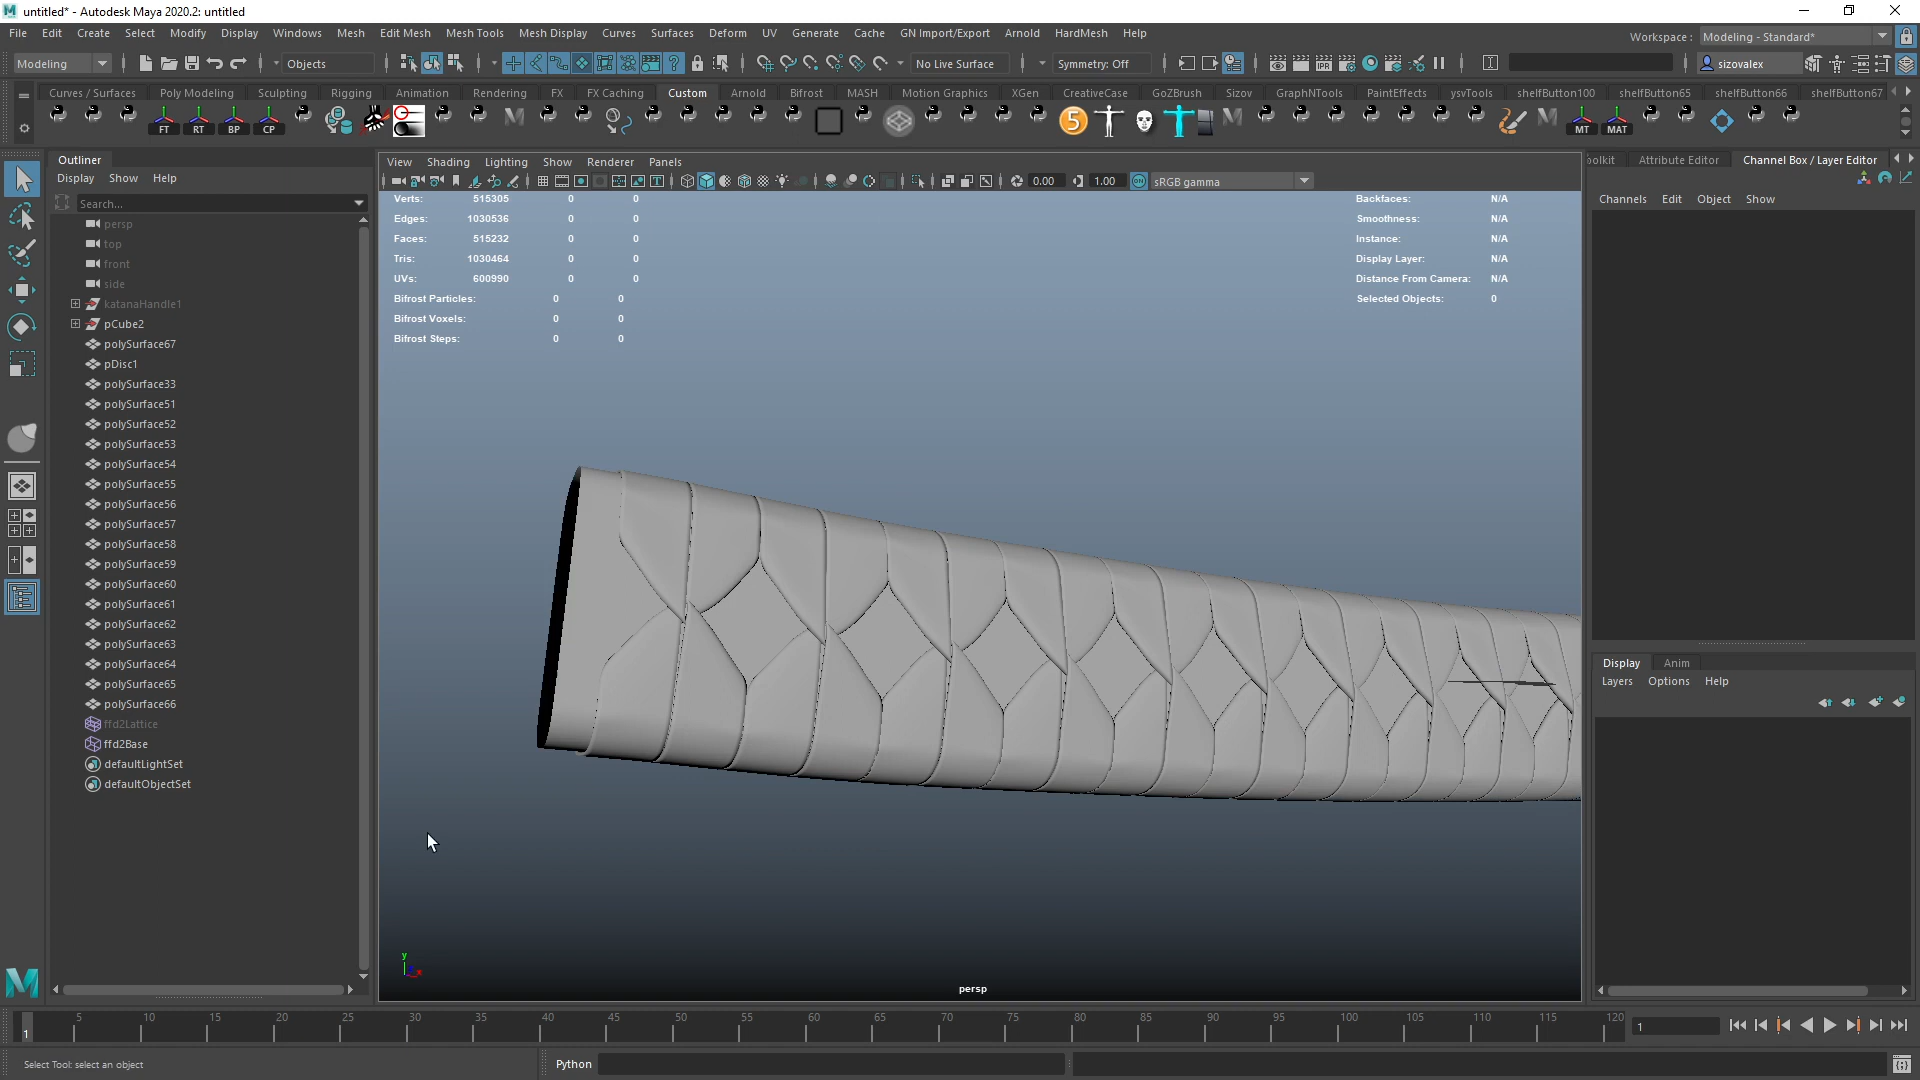 untitled* - Autodesk Maya 2020.2: untitled
File Edit Create Select Modify Display Windows Mesh Edit Mesh Mesh Tools Mesh Display Curves Surfaces Deform UV Generate Cache GN Import/Export Arnold HardMesh Help
Workspace : Modeling - Standard*
Modeling Objects No Live Surface Symmetry: Off sizovalex
Curves / Surfaces Poly Modeling Sculpting Rigging Animation Rendering FX FX Caching Custom Arnold Bifrost MASH Motion Graphics XGen CreativeCase GoZBrush Sizov GraphNTools PaintEffects ysvTools shelfButton100 shelfButton65 shelfButton66 shelfButton67
FT RT BP CP 5 MT MAT
Outliner
Display Show Help
Search...
persp
top
front
side
katanaHandle1
pCube2
polySurface67
pDisc1
polySurface33
polySurface51
polySurface52
polySurface53
polySurface54
polySurface55
polySurface56
polySurface57
polySurface58
polySurface59
polySurface60
polySurface61
polySurface62
polySurface63
polySurface64
polySurface65
polySurface66
ffd2Lattice
ffd2Base
defaultLightSet
defaultObjectSet
View Shading Lighting Show Renderer Panels
0.00 1.00 ON sRGB gamma
Verts: 515305 0 0
Edges: 1030536 0 0
Faces: 515232 0 0
Tris: 1030464 0 0
UVs: 600990 0 0
Bifrost Particles: 0 0
Bifrost Voxels: 0 0
Bifrost Steps: 0 0
Backfaces: N/A
Smoothness: N/A
Instance: N/A
Display Layer: N/A
Distance From Camera: N/A
Selected Objects: 0
y
x
persp
oolkit Attribute Editor Channel Box / Layer Editor
Channels Edit Object Show
Display Anim
Layers Options Help
5 10 15 20 25 30 35 40 45 50 55 60 65 70 75 80 85 90 95 100 105 110 115 120
1
1
Select Tool: select an object
Python